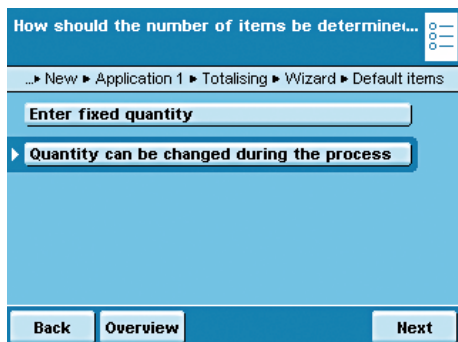 How should the number of items be determine...
...▸ New ▸ Application 1 ▸ Totalising ▸ Wizard ▸ Default items
Enter fixed quantity
Quantity can be changed during the process
Back Overview Next